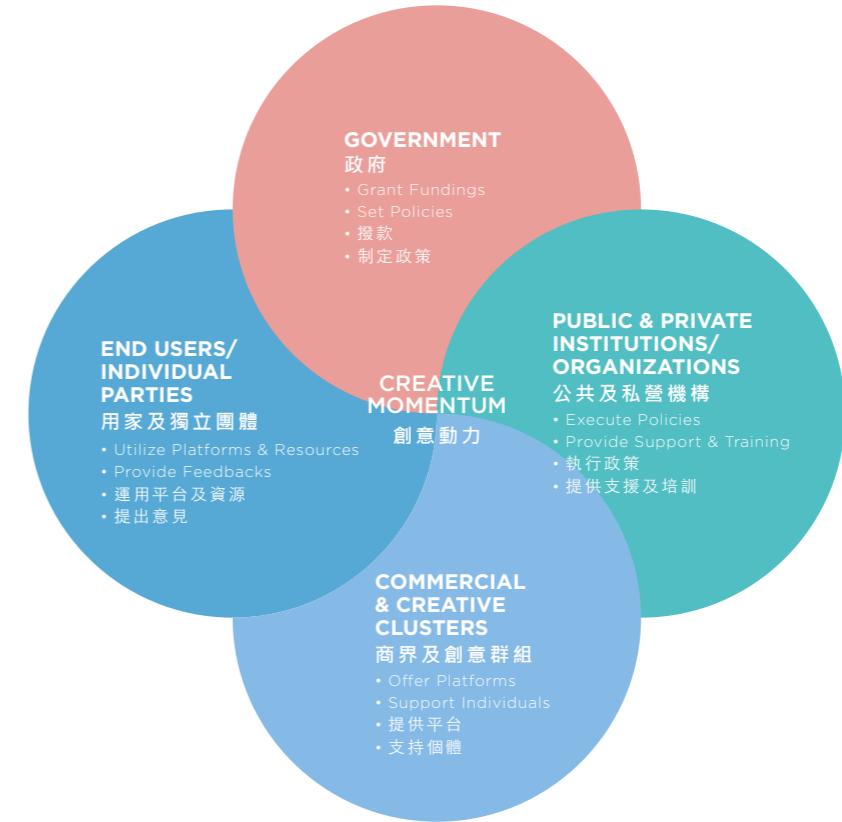 GOVERNMENT
政府
• Grant Fundings
• Set Policies
• 撥款
• 制定政策
END USERS/
INDIVIDUAL
PARTIES
用家及獨立團體
• Utilize Platforms & Resources
• Provide Feedbacks
• 運用平台及資源
• 提出意見
CREATIVE
MOMENTUM
創意動力
PUBLIC & PRIVATE
INSTITUTIONS/
ORGANIZATIONS
公共及私營機構
• Execute Policies
• Provide Support & Training
• 執行政策
• 提供支援及培訓
COMMERCIAL
& CREATIVE
CLUSTERS
商界及創意群組
• Offer Platforms
• Support Individuals
• 提供平台
• 支持個體